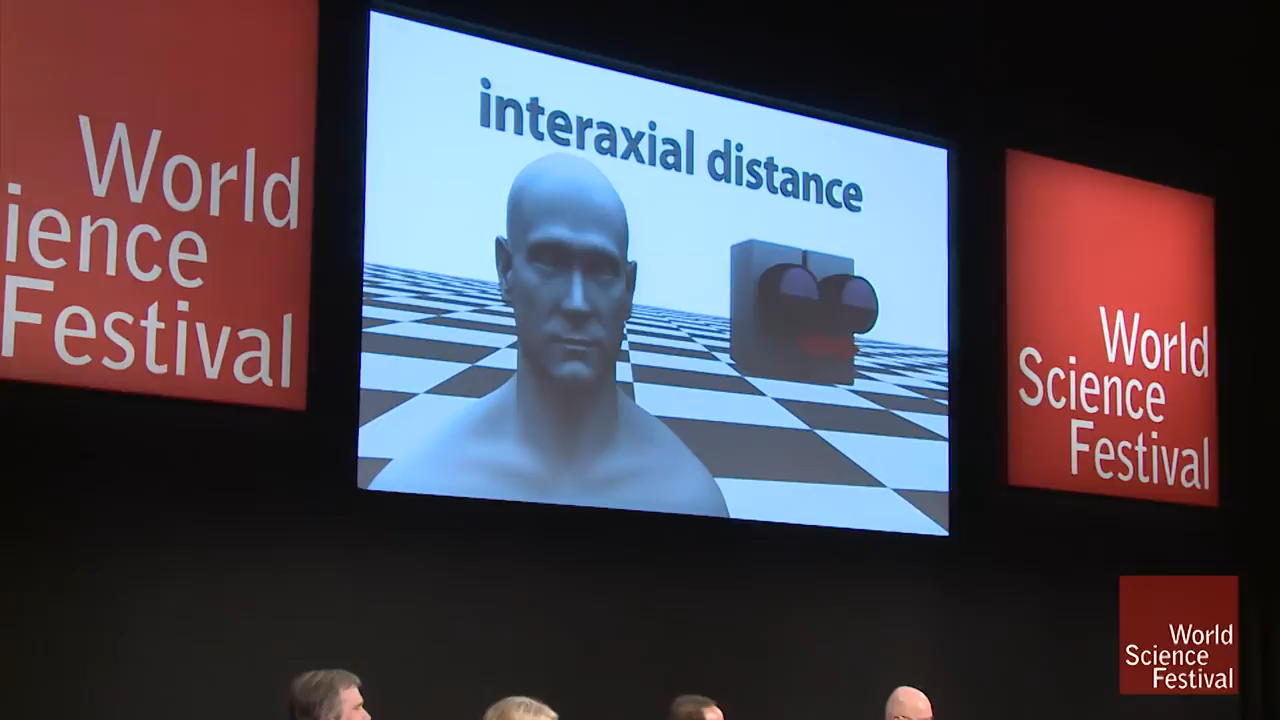 World
ience
Festival
interaxial distance
World
Science
Festival
World
Science
Festival